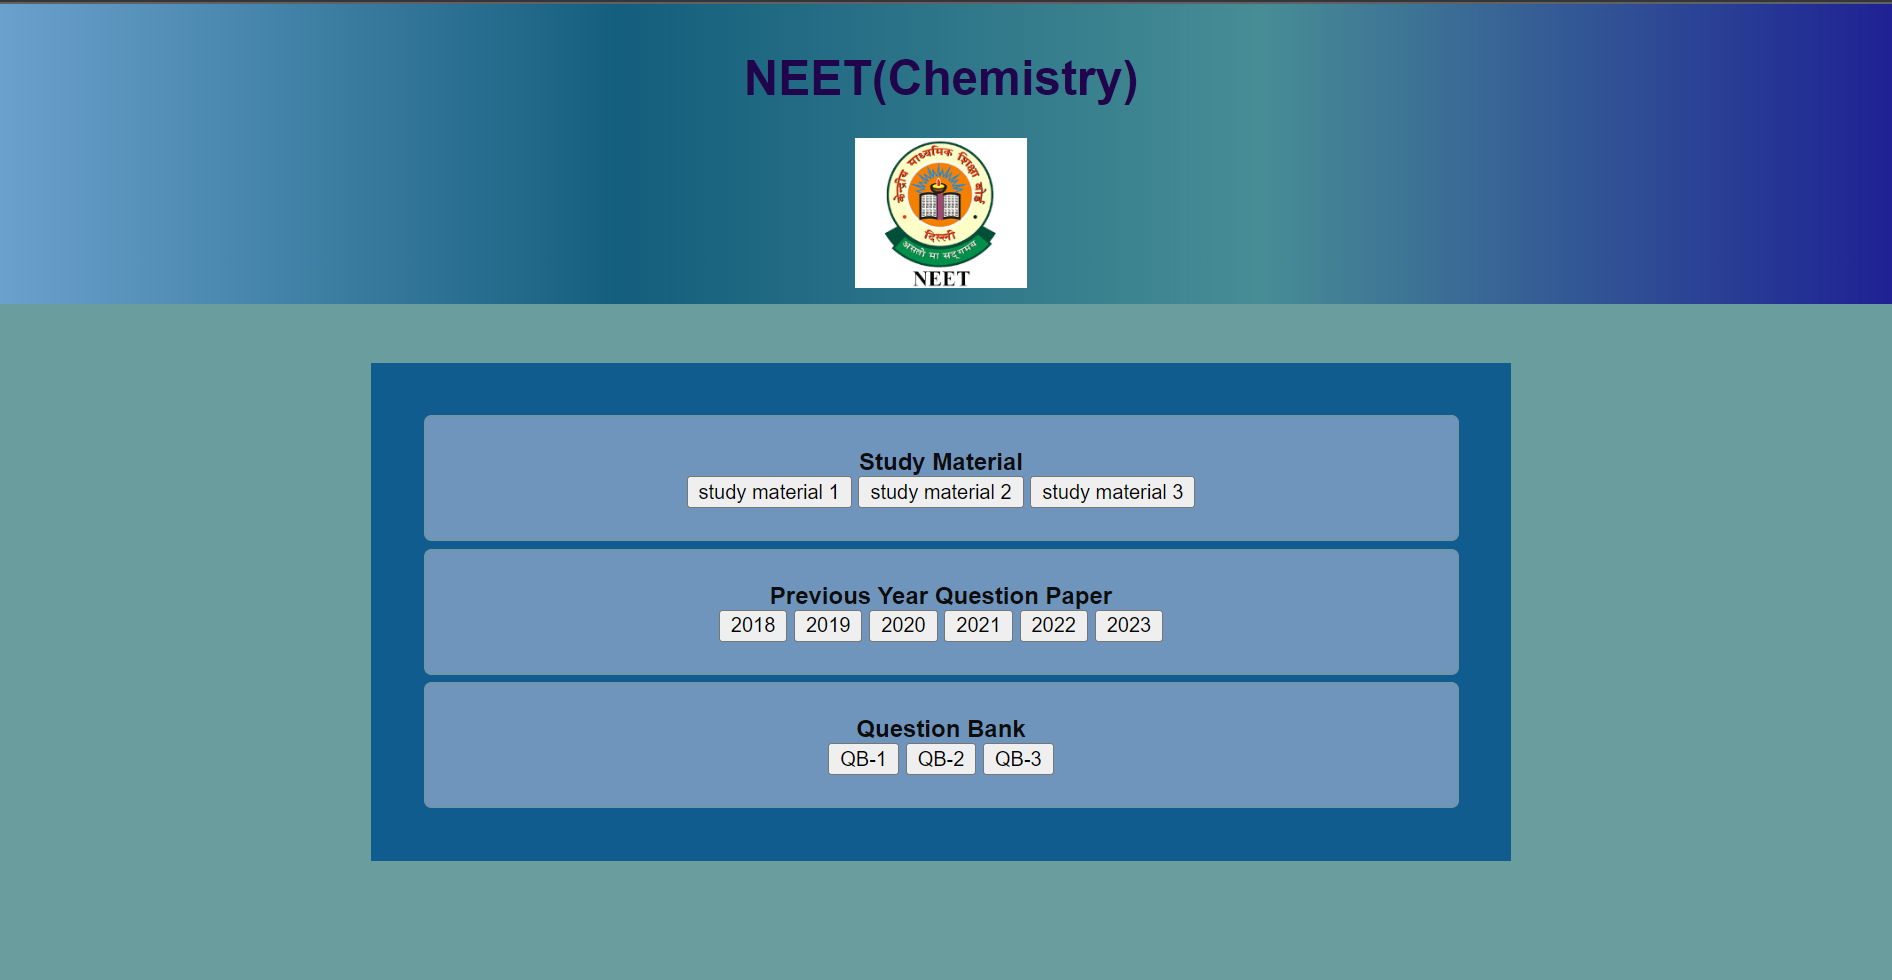 NEET(Chemistry)
केन्द्रीय माध्यमिक शिक्षा बोर्ड,
दिल्ली
असतो मा सद्गमय
NEET
Study Material
study material 1 study material 2 study material 3
Previous Year Question Paper
2018 2019 2020 2021 2022 2023
Question Bank
QB-1 QB-2 QB-3